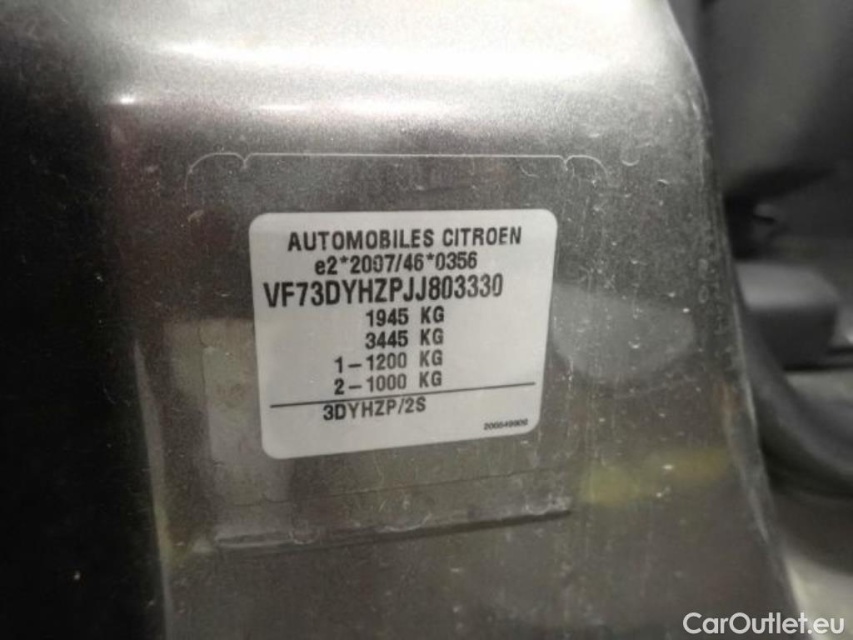 AUTOMOBILES CITROEN
e2*2007/46*0356
VF73DYHZPJJ803330
1945 KG
3445 KG
1-1200 KG
2-1000 KG
3DYHZP/2S
CarOutlet.eu